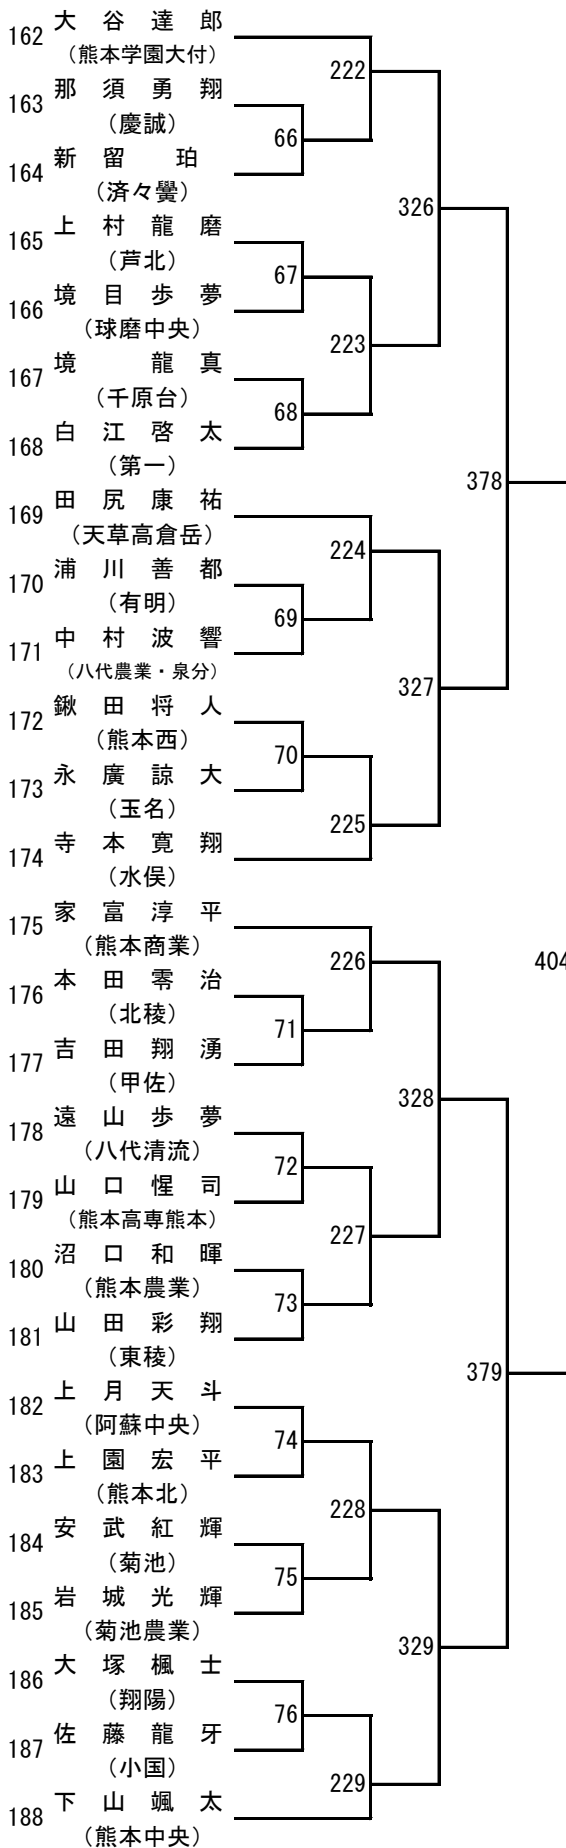 162 大谷達郎
(熊本学園大付)
222
163 那須勇翔
(慶誠)
66
164 新留 珀
(済々黌)
326
165 上村龍磨
(芦北)
67
166 境目歩夢
(球磨中央)
223
167 境 龍真
(千原台)
68
168 白江啓太
(第一)
378
169 田尻康祐
(天草高倉岳)
224
170 浦川善都
(有明)
69
171 中村波響
(八代農業・泉分)
327
172 鍬田将人
(熊本西)
70
173 永廣諒大
(玉名)
225
174 寺本寛翔
(水俣)
175 家富淳平
(熊本商業)
226
404
176 本田零治
(北稜)
71
177 吉田翔湧
(甲佐)
328
178 遠山歩夢
(八代清流)
72
179 山口惺司
(熊本高専熊本)
227
180 沼口和暉
(熊本農業)
73
181 山田彩翔
(東稜)
379
182 上月天斗
(阿蘇中央)
74
183 上園宏平
(熊本北)
228
184 安武紅輝
(菊池)
75
185 岩城光輝
(菊池農業)
329
186 大塚楓士
(翔陽)
76
187 佐藤龍牙
(小国)
229
188 下山颯太
(熊本中央)